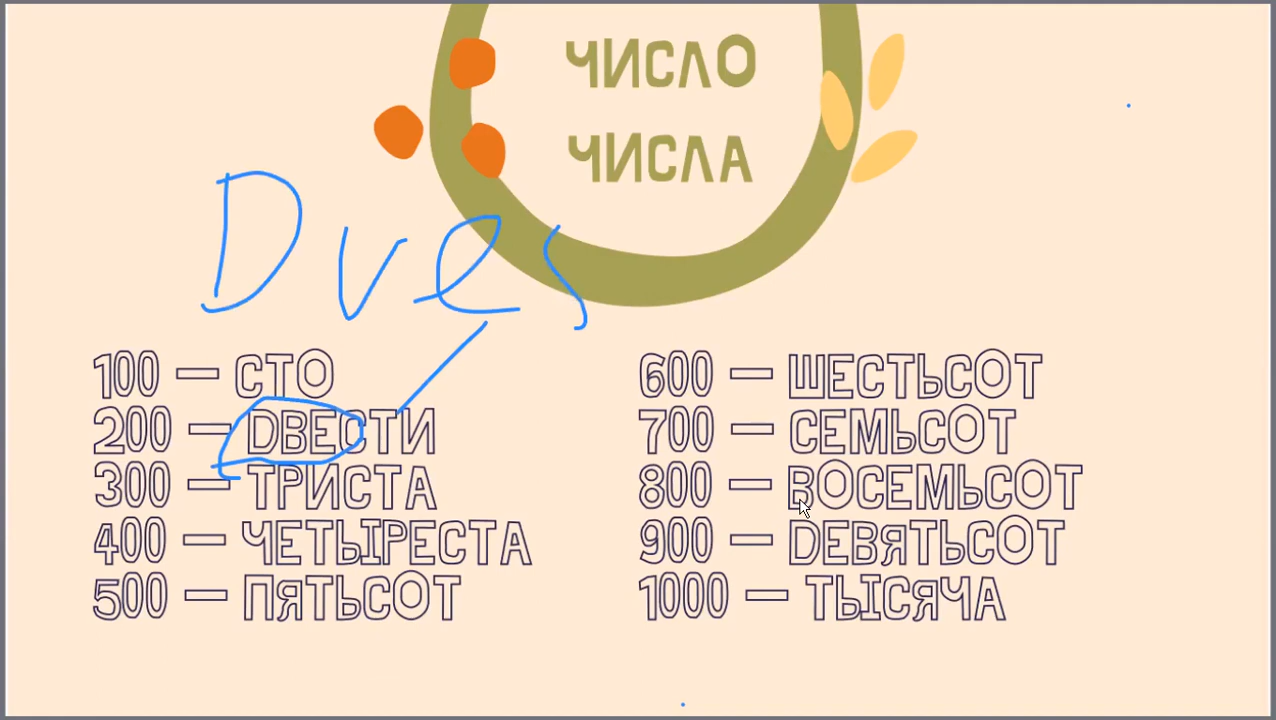 ЧИСЛО
ЧИСЛА
Dves
100 — СТО
200 — DВЕСТИ
300 — ТРИСТА
400 — ЧЕТЫРЕСТА
500 — ПЯТЬСОТ
600 — ШЕСТЬСОТ
700 — СЕМЬСОТ
800 — ВОСЕМЬСОТ
900 — DЕВЯТЬСОТ
1000 — ТЫСЯЧА